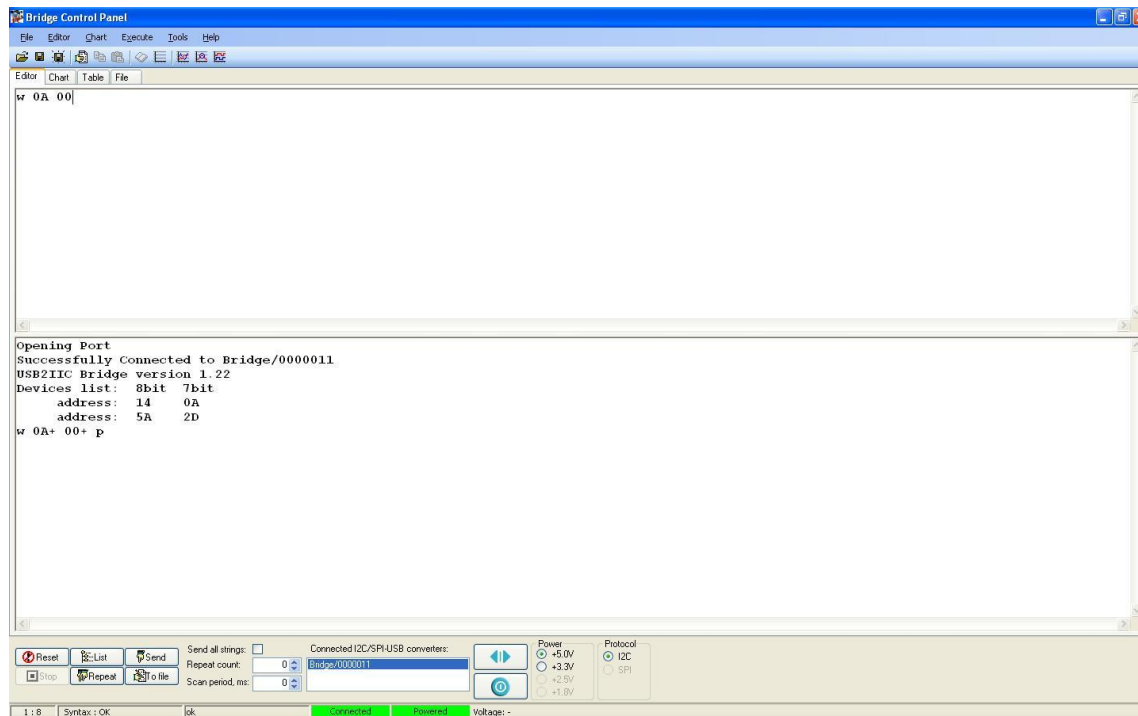 Bridge Control Panel
File Editor Chart Execute Tools Help
Editor Chart Table File
w 0A 00
Opening Port
Successfully Connected to Bridge/0000011
USB2IIC Bridge version 1.22
Devices list: 8bit 7bit
address: 14 0A
address: 5A 2D
w 0A+ 00+ p
Reset List Send
Stop Repeat To file
Send all strings:
Repeat count: 0
Scan period, ms: 0
Connected I2C/SPI-USB converters:
Bridge/0000011
Power
+5.0V
+3.3V
+2.5V
+1.8V
Protocol
I2C
SPI
1 : 8 Syntax : OK ok Connected Powered Voltage: -